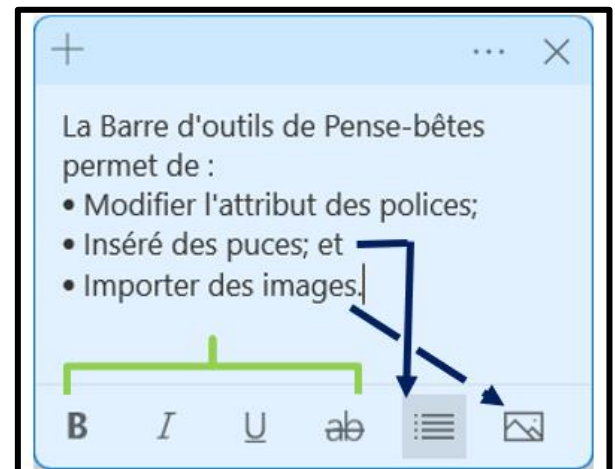 La Barre d'outils de Pense-bêtes
permet de :
• Modifier l'attribut des polices;
• Inséré des puces; et
• Importer des images.
B I U ab